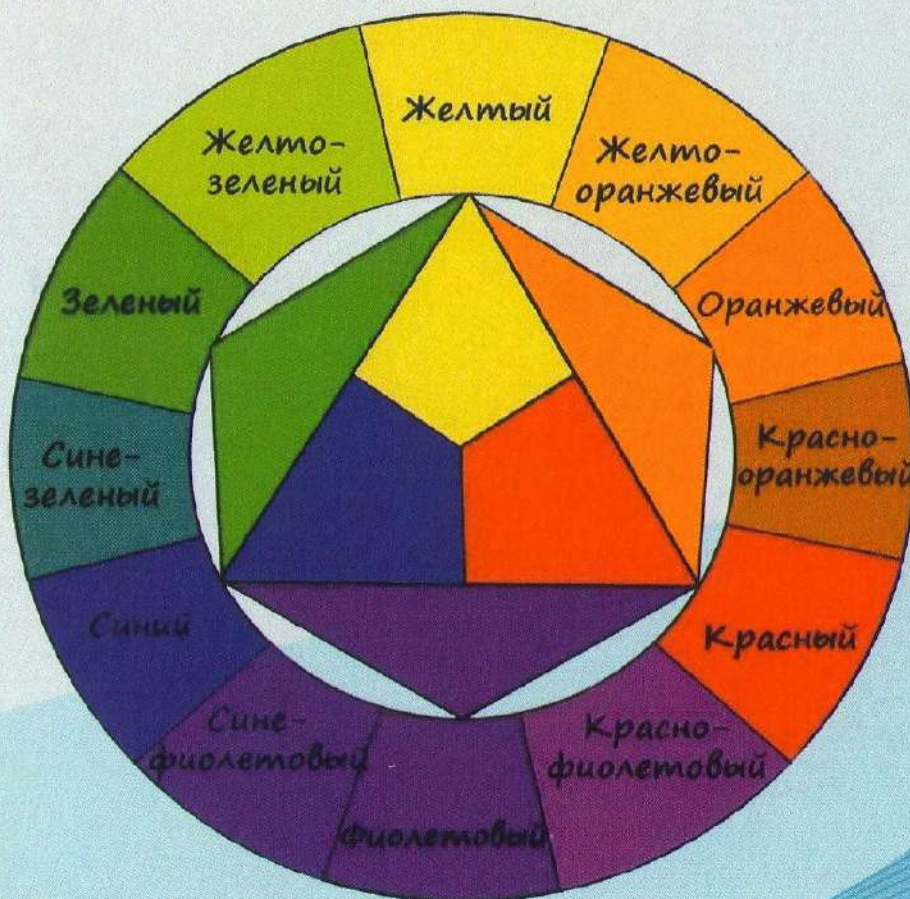 Желтый
Желто-
оранжевый
Оранжевый
Красно-
оранжевый
Красный
Красно-
фиолетовый
Фиолетовый
Сине-
фиолетовый
Синий
Сине-
зеленый
Зеленый
Желто-
зеленый